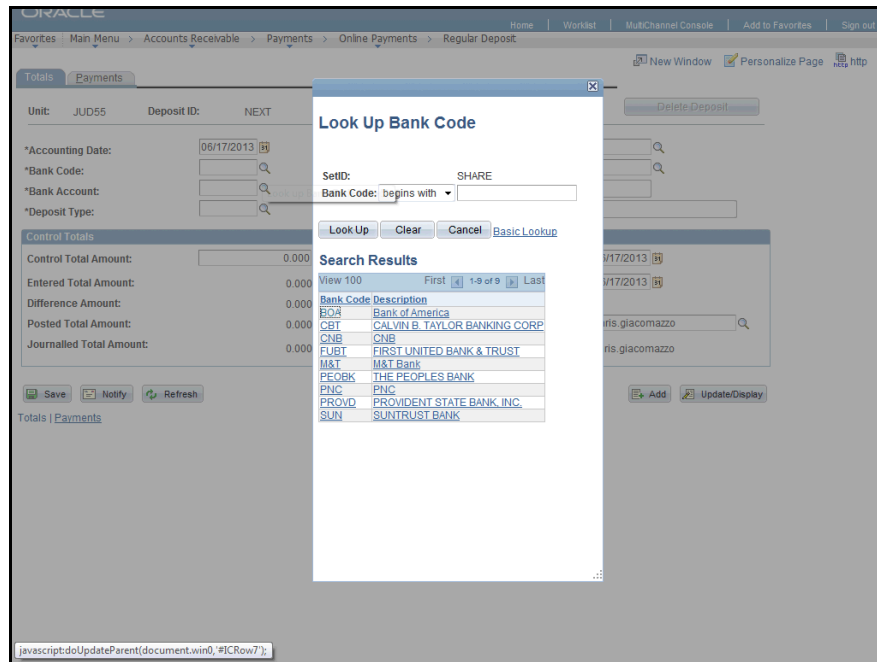 ORACLE
Home | Worklist | MultiChannel Console | Add to Favorites | Sign out
Favorites | Main Menu > Accounts Receivable > Payments > Online Payments > Regular Deposit
New Window Personalize Page http
Totals Payments
Unit: JUD55 Deposit ID: NEXT Delete Deposit
*Accounting Date: 06/17/2013
*Bank Code:
*Bank Account:
*Deposit Type:
Control Totals
Control Total Amount: 0.000 /17/2013
Entered Total Amount: 0.000 /17/2013
Difference Amount: 0.000
Posted Total Amount: 0.000 ris.giacomazzo
Journalled Total Amount: 0.000 ris.giacomazzo
Save Notify Refresh Add Update/Display
Totals | Payments
Look Up Bank Code
SetID: SHARE
Bank Code: begins with
Look Up Clear Cancel Basic Lookup
Search Results
View 100 First 1-9 of 9 Last
Bank Code Description
BOA Bank of America
CBT CALVIN B. TAYLOR BANKING CORP
CNB CNB
FUBT FIRST UNITED BANK & TRUST
M&T M&T Bank
PEOBK THE PEOPLES BANK
PNC PNC
PROVD PROVIDENT STATE BANK, INC.
SUN SUNTRUST BANK
javascript:doUpdateParent(document.win0,'#ICRow7');